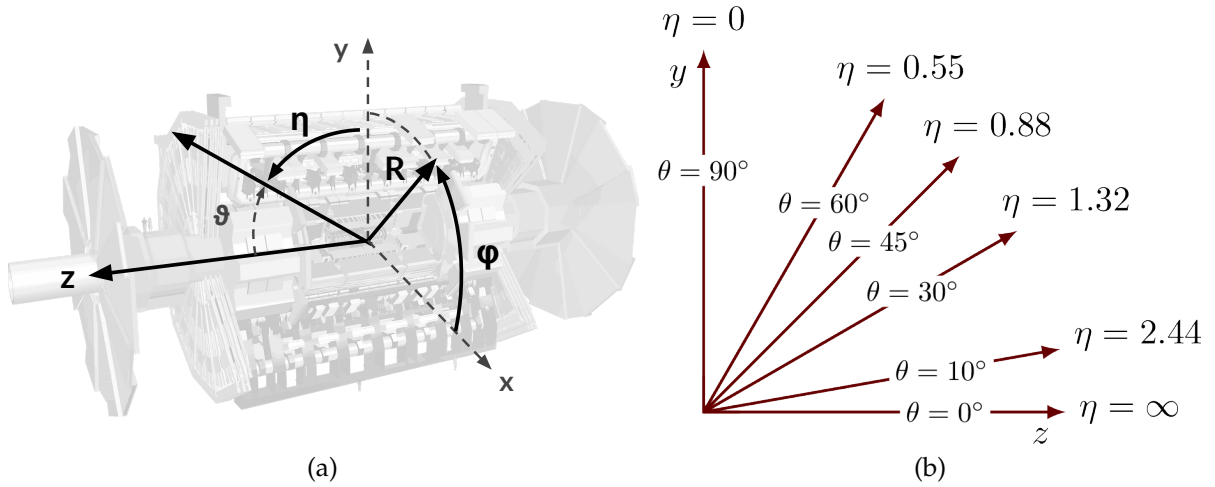 y
η
R
ϑ
φ
z
x
(a)
η = 0
y
η = 0.55
η = 0.88
θ = 90°
θ = 60°
η = 1.32
θ = 45°
θ = 30°
η = 2.44
θ = 10°
θ = 0°
η = ∞
z
(b)